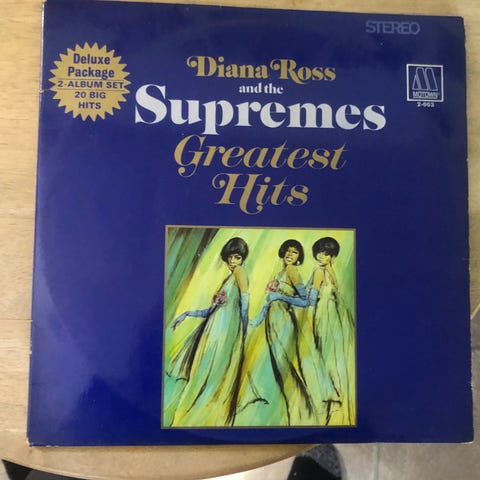 STEREO
Deluxe
Package
2-ALBUM SET
20 BIG
HITS
Diana Ross
and the
Supremes
Greatest
Hits
M
MOTOWN
2-663